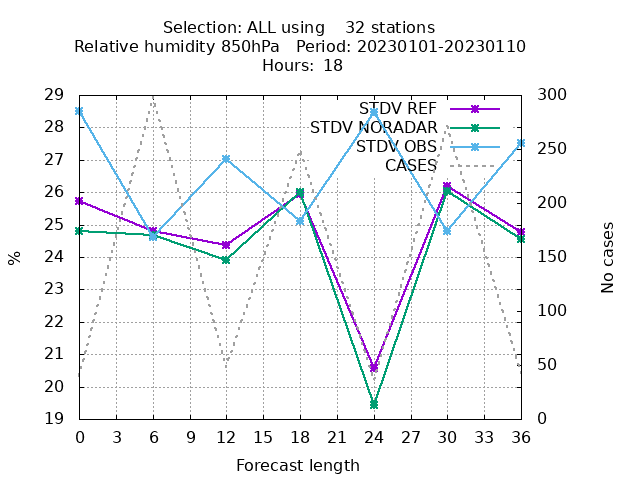 Selection: ALL using    32 stations
Relative humidity 850hPa   Period: 20230101-20230110
Hours: 18
STDV REF
STDV NORADAR
STDV OBS
CASES
%
29
28
27
26
25
24
23
22
21
20
19
300
250
200
150
100
50
0
No cases
0 3 6 9 12 15 18 21 24 27 30 33 36
Forecast length